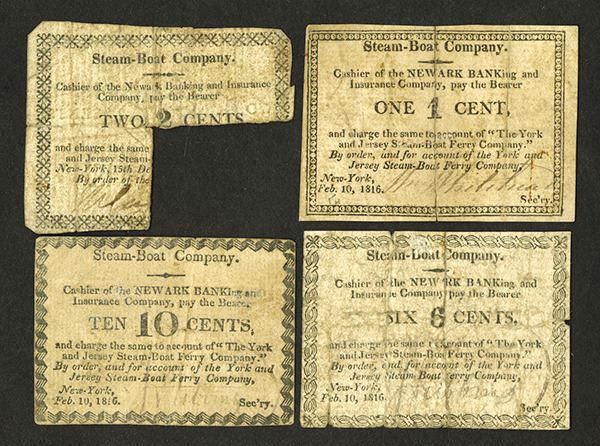 Steam-Boat Company.
Cashier of the Newark Banking and Insurance
Company, pay the Bearer
TWO 2 CENTS
and charge the same
and Jersey Steam-
New-York, 15th De
By order of the
Steam-Boat Company.
Cashier of the NEWARK BANKing and
Insurance Company, pay the Bearer
ONE 1 CENT,
and charge the same to account of "The York
and Jersey Steam-Boat Ferry Company."
By order, and for account of the York and
Jersey Steam-Boat Ferry Company,
New-York,
Feb. 10, 1816.
Sec'ry.
Steam-Boat Company.
Cashier of the NEWARK BANKing and
Insurance Company, pay the Bearer
TEN 10 CENTS,
and charge the same to account of "The York
and Jersey Steam-Boat Ferry Company."
By order, and for account of the York and
Jersey Steam-Boat Ferry Company,
New-York,
Feb. 10, 1816.
Sec'ry.
Steam-Boat Company.
Cashier of the NEWARK BANKing and
Insurance Company pay the Bearer
SIX 6 CENTS,
and charge the same t account of "The York
and Jersey Steam-Boa Ferry Company."
By order, and for account of the York and
Jersey Steam-Boat Ferry Company,
New-York,
Feb. 10, 1816.
Sec'ry.